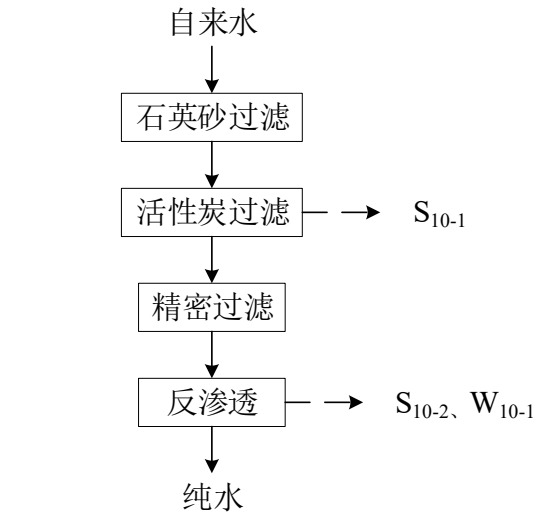 自来水
石英砂过滤
活性炭过滤
S10-1
精密过滤
反渗透
S10-2、W10-1
纯水